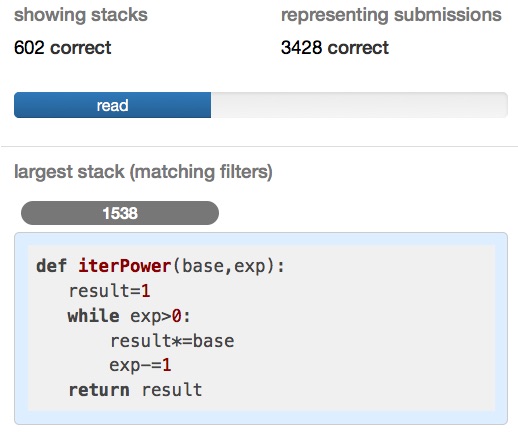 showing stacks
representing submissions
602 correct
3428 correct
read
largest stack (matching filters)
1538
def iterPower(base,exp):
    result=1
    while exp>0:
        result*=base
        exp-=1
    return result